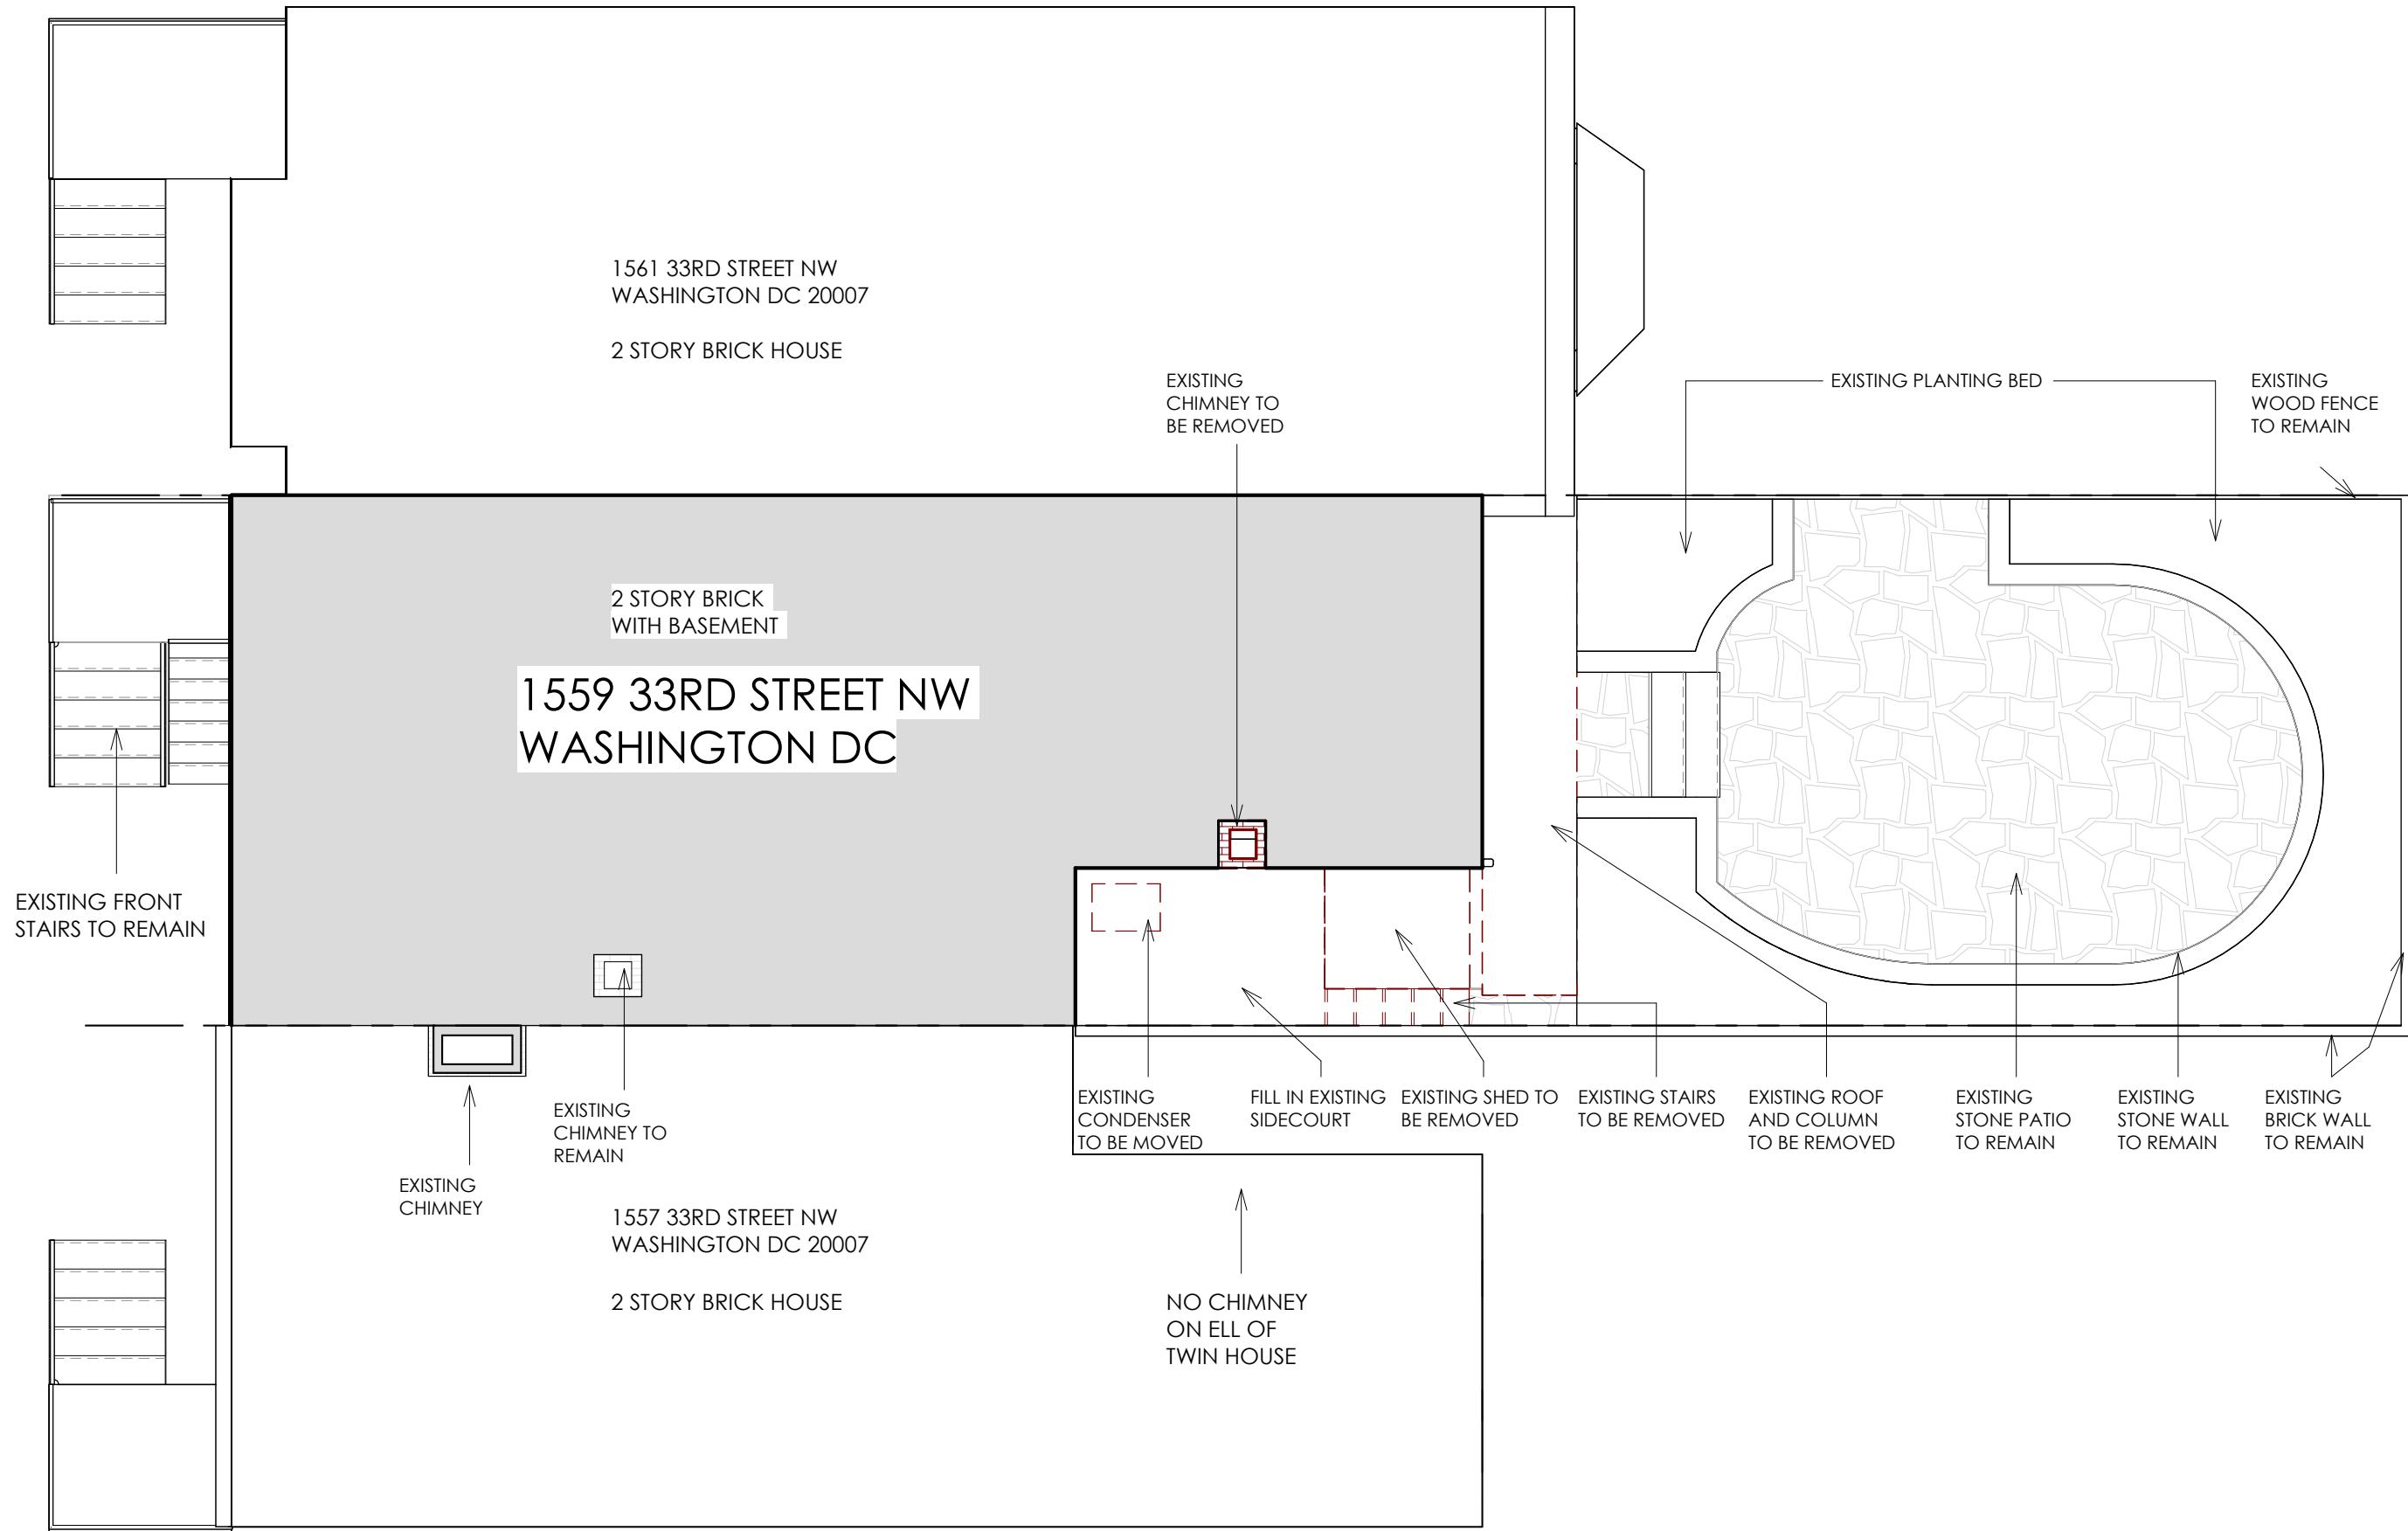 1561 33RD STREET NW
WASHINGTON DC 20007
2 STORY BRICK HOUSE
EXISTING
CHIMNEY TO
BE REMOVED
EXISTING PLANTING BED
EXISTING
WOOD FENCE
TO REMAIN
2 STORY BRICK
WITH BASEMENT
1559 33RD STREET NW
WASHINGTON DC
EXISTING FRONT
STAIRS TO REMAIN
EXISTING
CHIMNEY
EXISTING
CHIMNEY TO
REMAIN
EXISTING
CONDENSER
TO BE MOVED
FILL IN EXISTING
SIDECOURT
EXISTING SHED TO
BE REMOVED
EXISTING STAIRS
TO BE REMOVED
EXISTING ROOF
AND COLUMN
TO BE REMOVED
EXISTING
STONE PATIO
TO REMAIN
EXISTING
STONE WALL
TO REMAIN
EXISTING
BRICK WALL
TO REMAIN
1557 33RD STREET NW
WASHINGTON DC 20007
2 STORY BRICK HOUSE
NO CHIMNEY
ON ELL OF
TWIN HOUSE